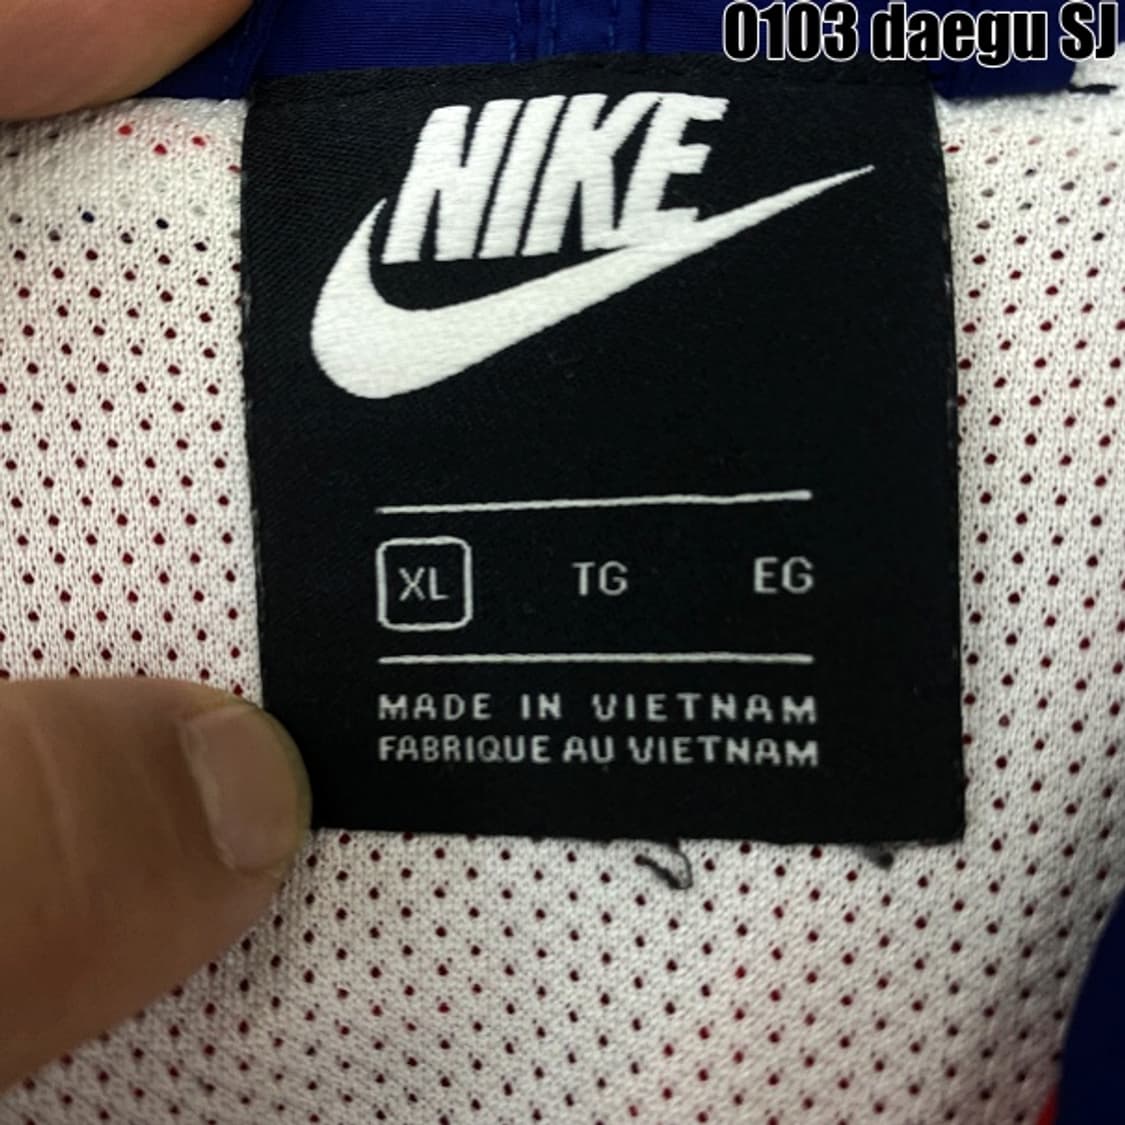 0103 daegu SJ
NIKE
XL TG EG
MADE IN VIETNAM
FABRIQUE AU VIETNAM